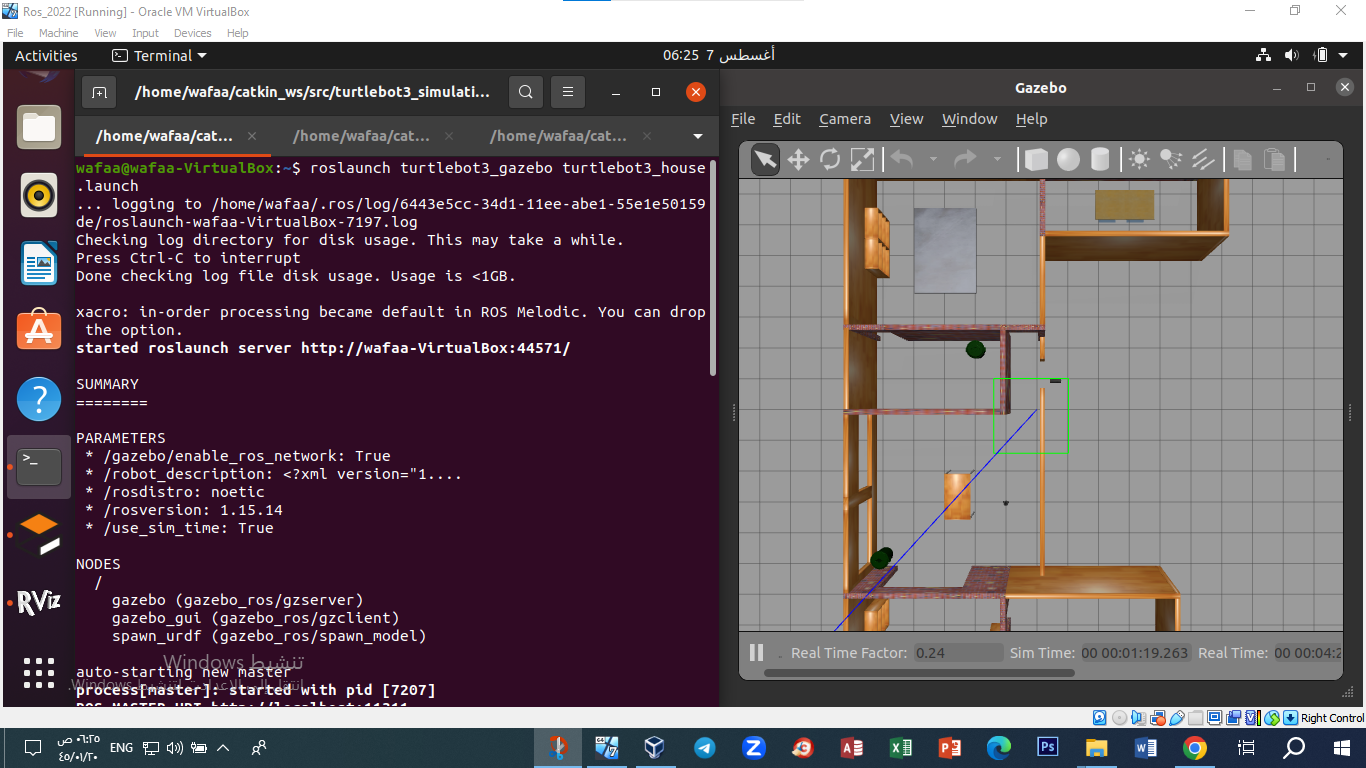 Ros_2022 [Running] - Oracle VM VirtualBox
File Machine View Input Devices Help
Activities
Terminal
06:25 7 أغسطس
/home/wafaa/catkin_ws/src/turtlebot3_simulati...
/home/wafaa/cat...
/home/wafaa/cat...
/home/wafaa/cat...
wafaa@wafaa-VirtualBox:~$ roslaunch turtlebot3_gazebo turtlebot3_house
.launch
... logging to /home/wafaa/.ros/log/6443e5cc-34d1-11ee-abe1-55e1e50159
de/roslaunch-wafaa-VirtualBox-7197.log
Checking log directory for disk usage. This may take a while.
Press Ctrl-C to interrupt
Done checking log file disk usage. Usage is <1GB.
xacro: in-order processing became default in ROS Melodic. You can drop
the option.
started roslaunch server http://wafaa-VirtualBox:44571/
SUMMARY
========
PARAMETERS
* /gazebo/enable_ros_network: True
* /robot_description: <?xml version="1....
* /rosdistro: noetic
* /rosversion: 1.15.14
* /use_sim_time: True
NODES
/
gazebo (gazebo_ros/gzserver)
gazebo_gui (gazebo_ros/gzclient)
spawn_urdf (gazebo_ros/spawn_model)
auto-starting new master
process[master]: started with pid [7207]
تنشيط Windows
RViz
Gazebo
File Edit Camera View Window Help
Real Time Factor: 0.24 Sim Time: 00 00:01:19.263 Real Time: 00 00:04:2
Right Control
ENG
٠٦:٢٥ ص
٤٥/٠١/٢٠